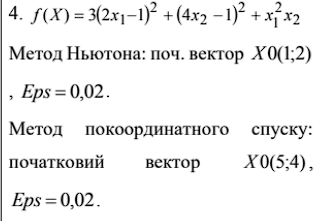 4. f(X) = 3(2x₁–1)² + (4x₂ –1)² + x₁²x₂
Метод Ньютона: поч. вектор X0(1;2)
, Eps = 0,02.
Метод покоординатного спуску:
початковий вектор X0(5;4),
Eps = 0,02.